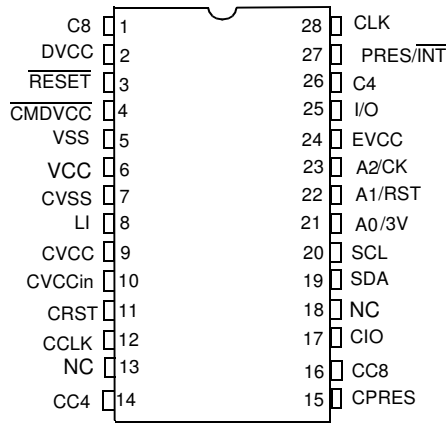 C8 1 28 CLK
DVCC 2 27 PRES/INT
RESET 3 26 C4
CMDVCC 4 25 I/O
VSS 5 24 EVCC
VCC 6 23 A2/CK
CVSS 7 22 A1/RST
LI 8 21 A0/3V
CVCC 9 20 SCL
CVCCin 10 19 SDA
CRST 11 18 NC
CCLK 12 17 CIO
NC 13 16 CC8
CC4 14 15 CPRES